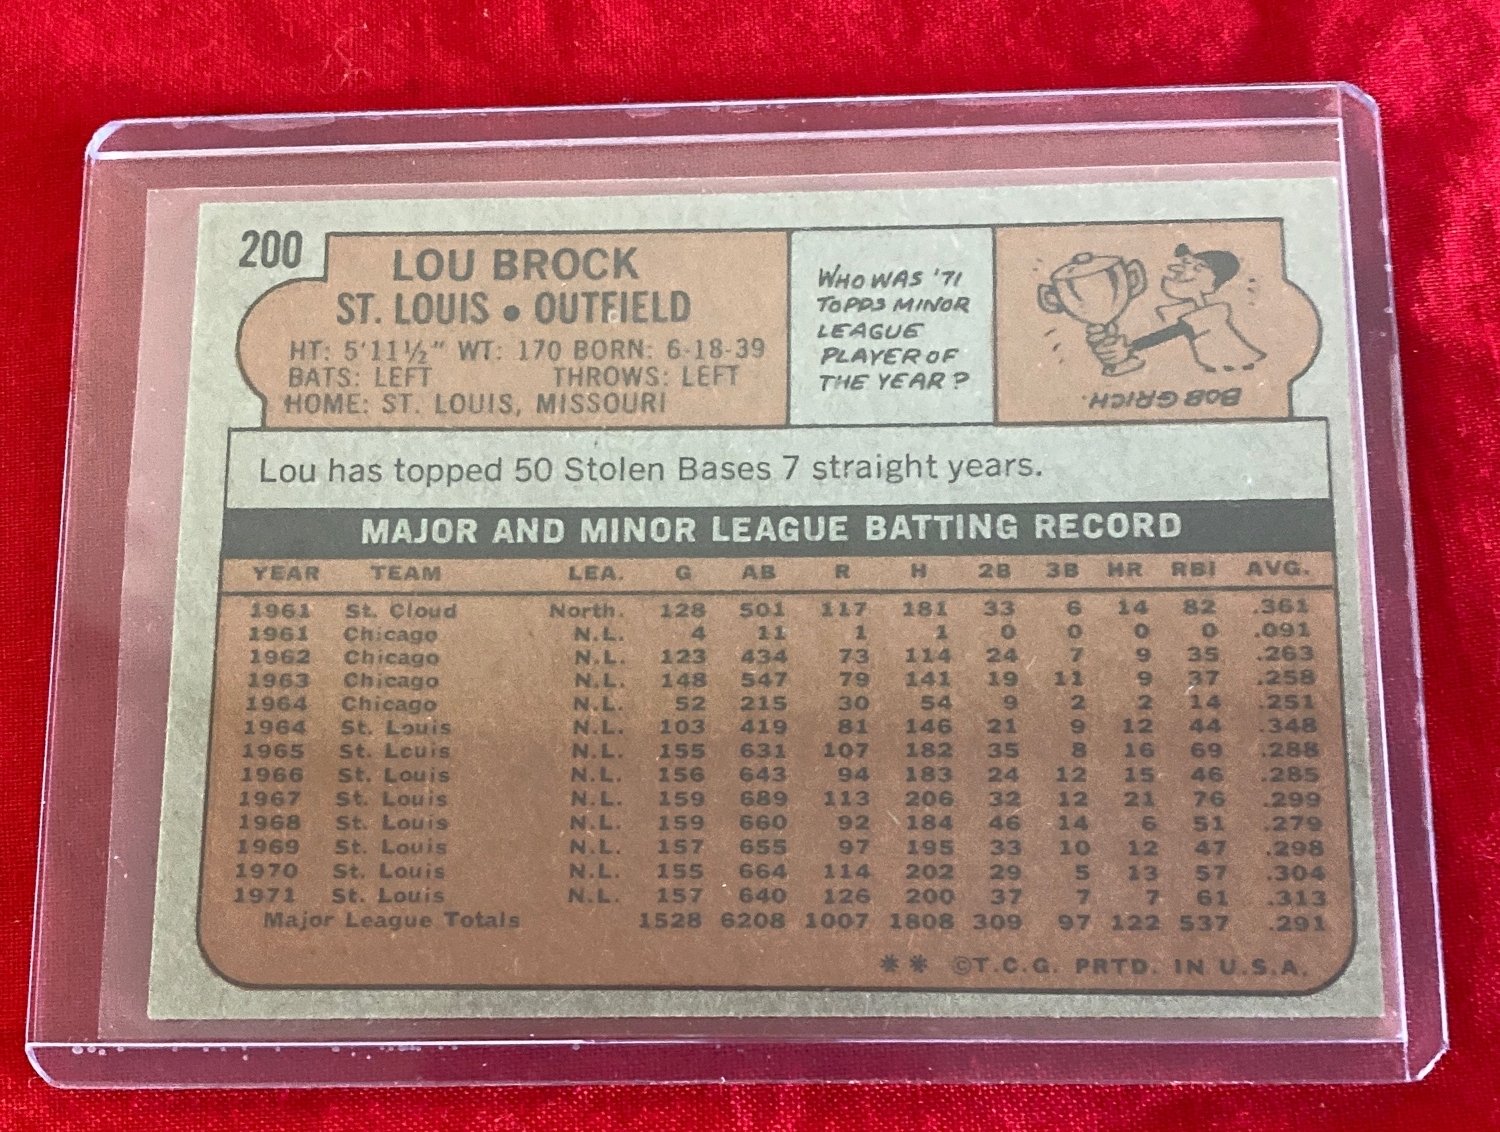 200
LOU BROCK
ST. LOUIS • OUTFIELD
HT: 5'11½" WT: 170 BORN: 6-18-39
BATS: LEFT THROWS: LEFT
HOME: ST. LOUIS, MISSOURI
WHO WAS '71
TOPPS MINOR
LEAGUE
PLAYER OF
THE YEAR?
BOB GRICH.
Lou has topped 50 Stolen Bases 7 straight years.
MAJOR AND MINOR LEAGUE BATTING RECORD
YEAR TEAM LEA. G AB R H 2B 3B HR RBI AVG.
1961 St. Cloud North. 128 501 117 181 33 6 14 82 .361
1961 Chicago N.L. 4 11 1 1 0 0 0 0 .091
1962 Chicago N.L. 123 434 73 114 24 7 9 35 .263
1963 Chicago N.L. 148 547 79 141 19 11 9 37 .258
1964 Chicago N.L. 52 215 30 54 9 2 2 14 .251
1964 St. Louis N.L. 103 419 81 146 21 9 12 44 .348
1965 St. Louis N.L. 155 631 107 182 35 8 16 69 .288
1966 St. Louis N.L. 156 643 94 183 24 12 15 46 .285
1967 St. Louis N.L. 159 689 113 206 32 12 21 76 .299
1968 St. Louis N.L. 159 660 92 184 46 14 6 51 .279
1969 St. Louis N.L. 157 655 97 195 33 10 12 47 .298
1970 St. Louis N.L. 155 664 114 202 29 5 13 57 .304
1971 St. Louis N.L. 157 640 126 200 37 7 7 61 .313
Major League Totals 1528 6208 1007 1808 309 97 122 537 .291
** ©T.C.G. PRTD. IN U.S.A.